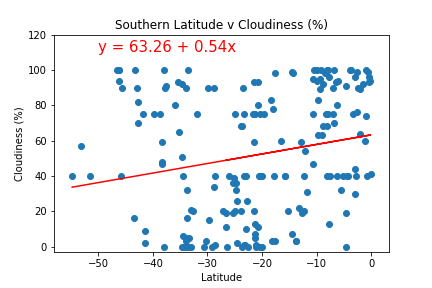 Southern Latitude v Cloudiness (%)
y = 63.26 + 0.54x
120
100
80
60
40
20
0
Cloudiness (%)
−50 −40 −30 −20 −10 0
Latitude